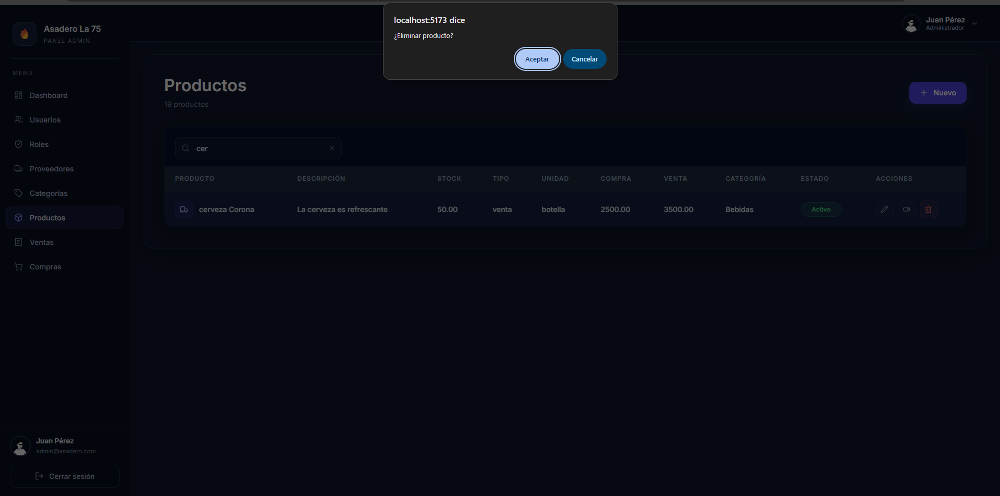 localhost:5173 dice
¿Eliminar producto?
Aceptar
Cancelar
Asadero La 75
PANEL ADMIN
Juan Pérez
Administrador
MENÚ
Dashboard
Usuarios
Roles
Proveedores
Categorías
Productos
Ventas
Compras
Productos
19 productos
Nuevo
cer
PRODUCTO DESCRIPCIÓN STOCK TIPO UNIDAD COMPRA VENTA CATEGORÍA ESTADO ACCIONES
cerveza Corona La cerveza es refrescante 50.00 venta botella 2500.00 3500.00 Bebidas Activo
Juan Pérez
admin@asadero.com
Cerrar sesión